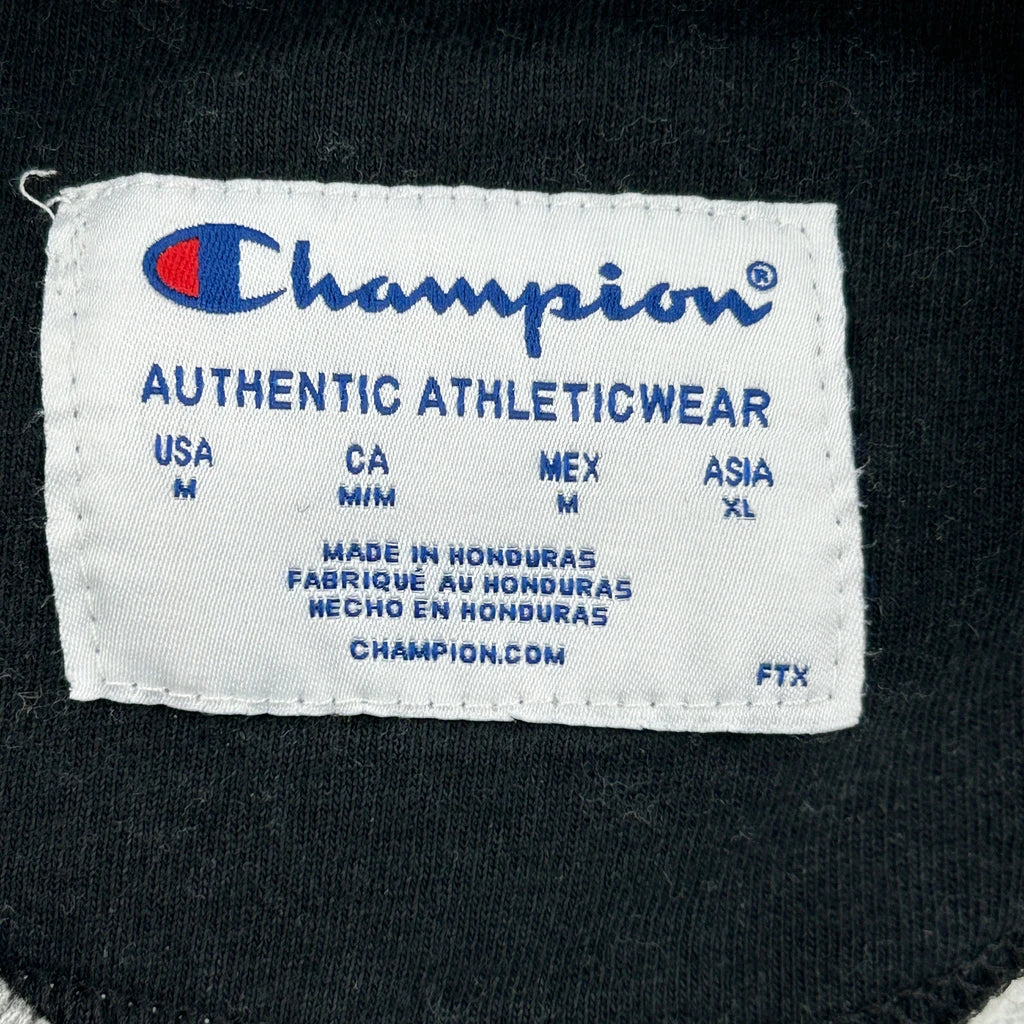 Champion®
AUTHENTIC ATHLETICWEAR
USA CA MEX ASIA
M M/M M XL
MADE IN HONDURAS
FABRIQUÉ AU HONDURAS
HECHO EN HONDURAS
CHAMPION.COM
FTX